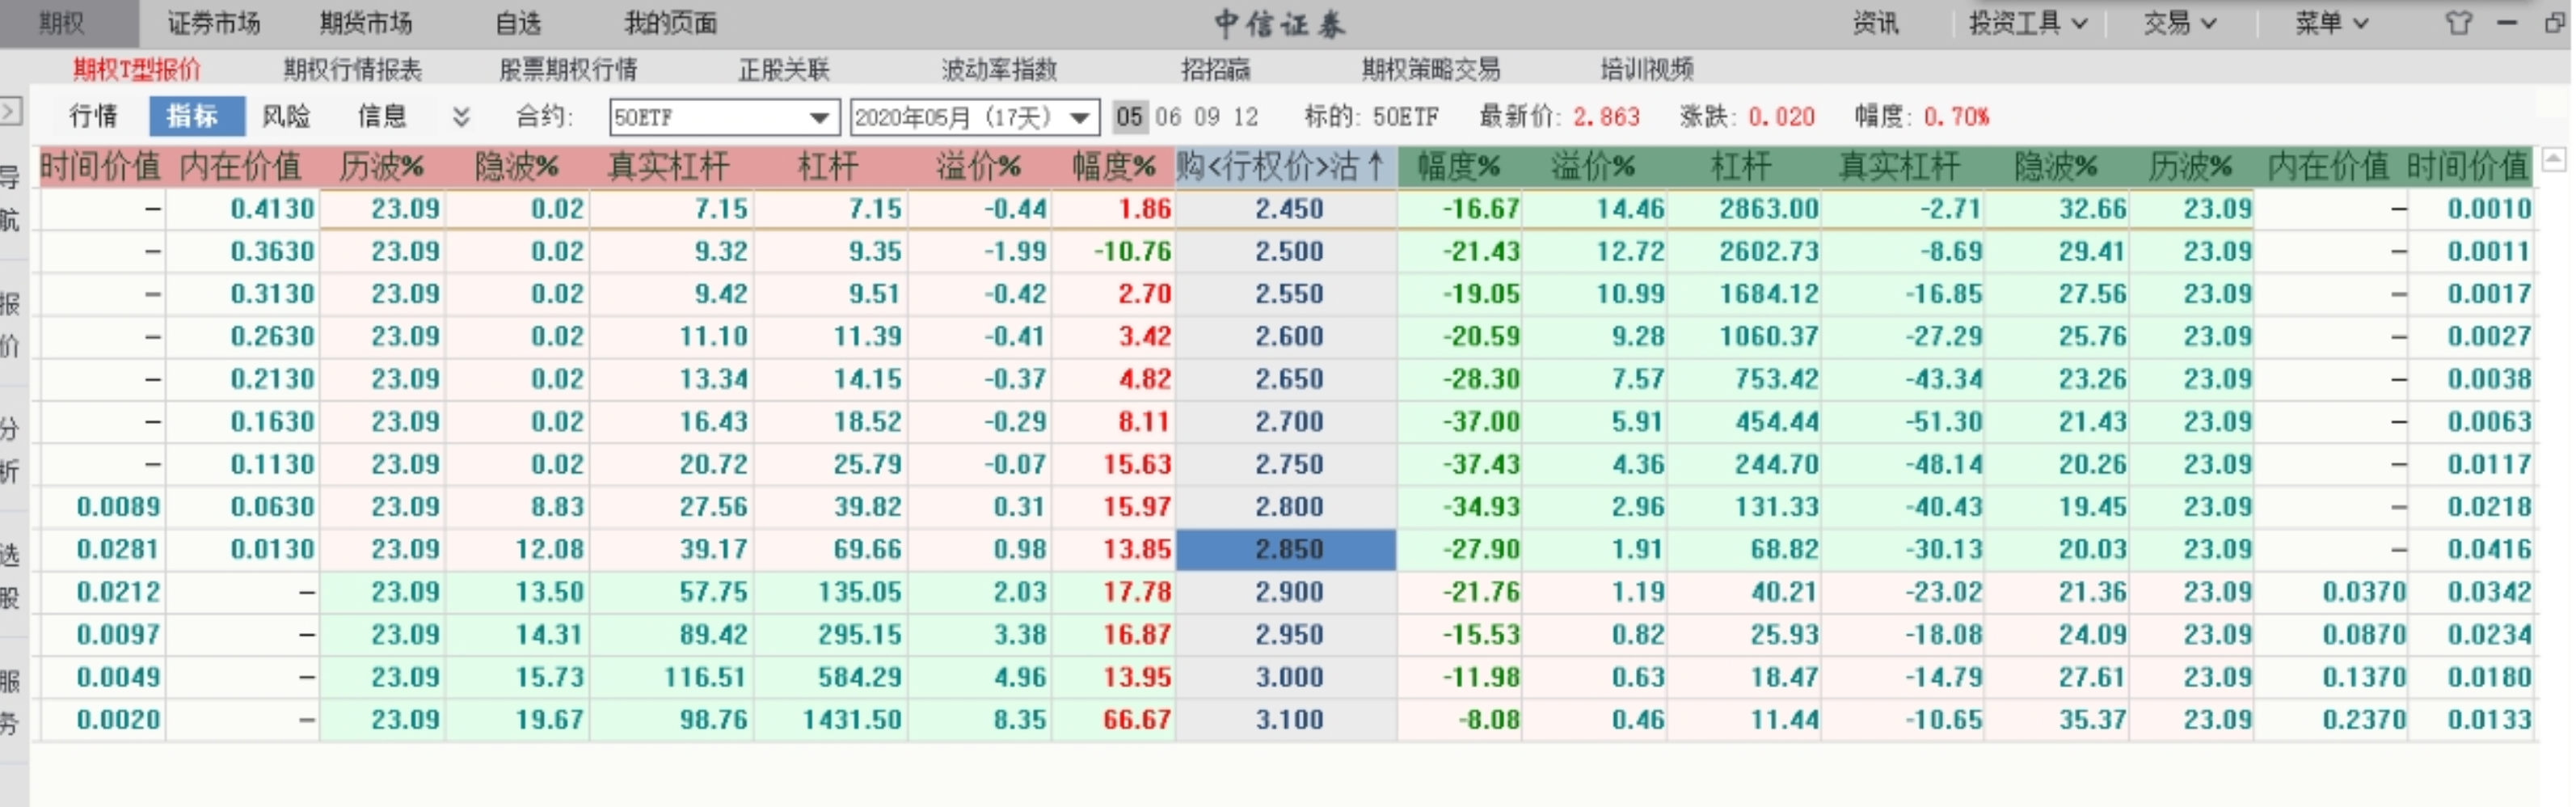 期权 证券市场 期货市场 自选 我的页面 中信证券 资讯 投资工具 交易 菜单
期权T型报价 期权行情报表 股票期权行情 正股关联 波动率指数 招招赢 期权策略交易 培训视频
行情 指标 风险 信息 合约: 50ETF 2020年05月 (17天) 05 06 09 12 标的: 50ETF 最新价: 2.863 涨跌: 0.020 幅度: 0.70%
时间价值 内在价值 历波% 隐波% 真实杠杆 杠杆 溢价% 幅度% 购<行权价>沽↑ 幅度% 溢价% 杠杆 真实杠杆 隐波% 历波% 内在价值 时间价值
— 0.4130 23.09 0.02 7.15 7.15 -0.44 1.86 2.450 -16.67 14.46 2863.00 -2.71 32.66 23.09 — 0.0010
— 0.3630 23.09 0.02 9.32 9.35 -1.99 -10.76 2.500 -21.43 12.72 2602.73 -8.69 29.41 23.09 — 0.0011
— 0.3130 23.09 0.02 9.42 9.51 -0.42 2.70 2.550 -19.05 10.99 1684.12 -16.85 27.56 23.09 — 0.0017
— 0.2630 23.09 0.02 11.10 11.39 -0.41 3.42 2.600 -20.59 9.28 1060.37 -27.29 25.76 23.09 — 0.0027
— 0.2130 23.09 0.02 13.34 14.15 -0.37 4.82 2.650 -28.30 7.57 753.42 -43.34 23.26 23.09 — 0.0038
— 0.1630 23.09 0.02 16.43 18.52 -0.29 8.11 2.700 -37.00 5.91 454.44 -51.30 21.43 23.09 — 0.0063
— 0.1130 23.09 0.02 20.72 25.79 -0.07 15.63 2.750 -37.43 4.36 244.70 -48.14 20.26 23.09 — 0.0117
0.0089 0.0630 23.09 8.83 27.56 39.82 0.31 15.97 2.800 -34.93 2.96 131.33 -40.43 19.45 23.09 — 0.0218
0.0281 0.0130 23.09 12.08 39.17 69.66 0.98 13.85 2.850 -27.90 1.91 68.82 -30.13 20.03 23.09 — 0.0416
0.0212 — 23.09 13.50 57.75 135.05 2.03 17.78 2.900 -21.76 1.19 40.21 -23.02 21.36 23.09 0.0370 0.0342
0.0097 — 23.09 14.31 89.42 295.15 3.38 16.87 2.950 -15.53 0.82 25.93 -18.08 24.09 23.09 0.0870 0.0234
0.0049 — 23.09 15.73 116.51 584.29 4.96 13.95 3.000 -11.98 0.63 18.47 -14.79 27.61 23.09 0.1370 0.0180
0.0020 — 23.09 19.67 98.76 1431.50 8.35 66.67 3.100 -8.08 0.46 11.44 -10.65 35.37 23.09 0.2370 0.0133
导航
报价
分析
选股
服务